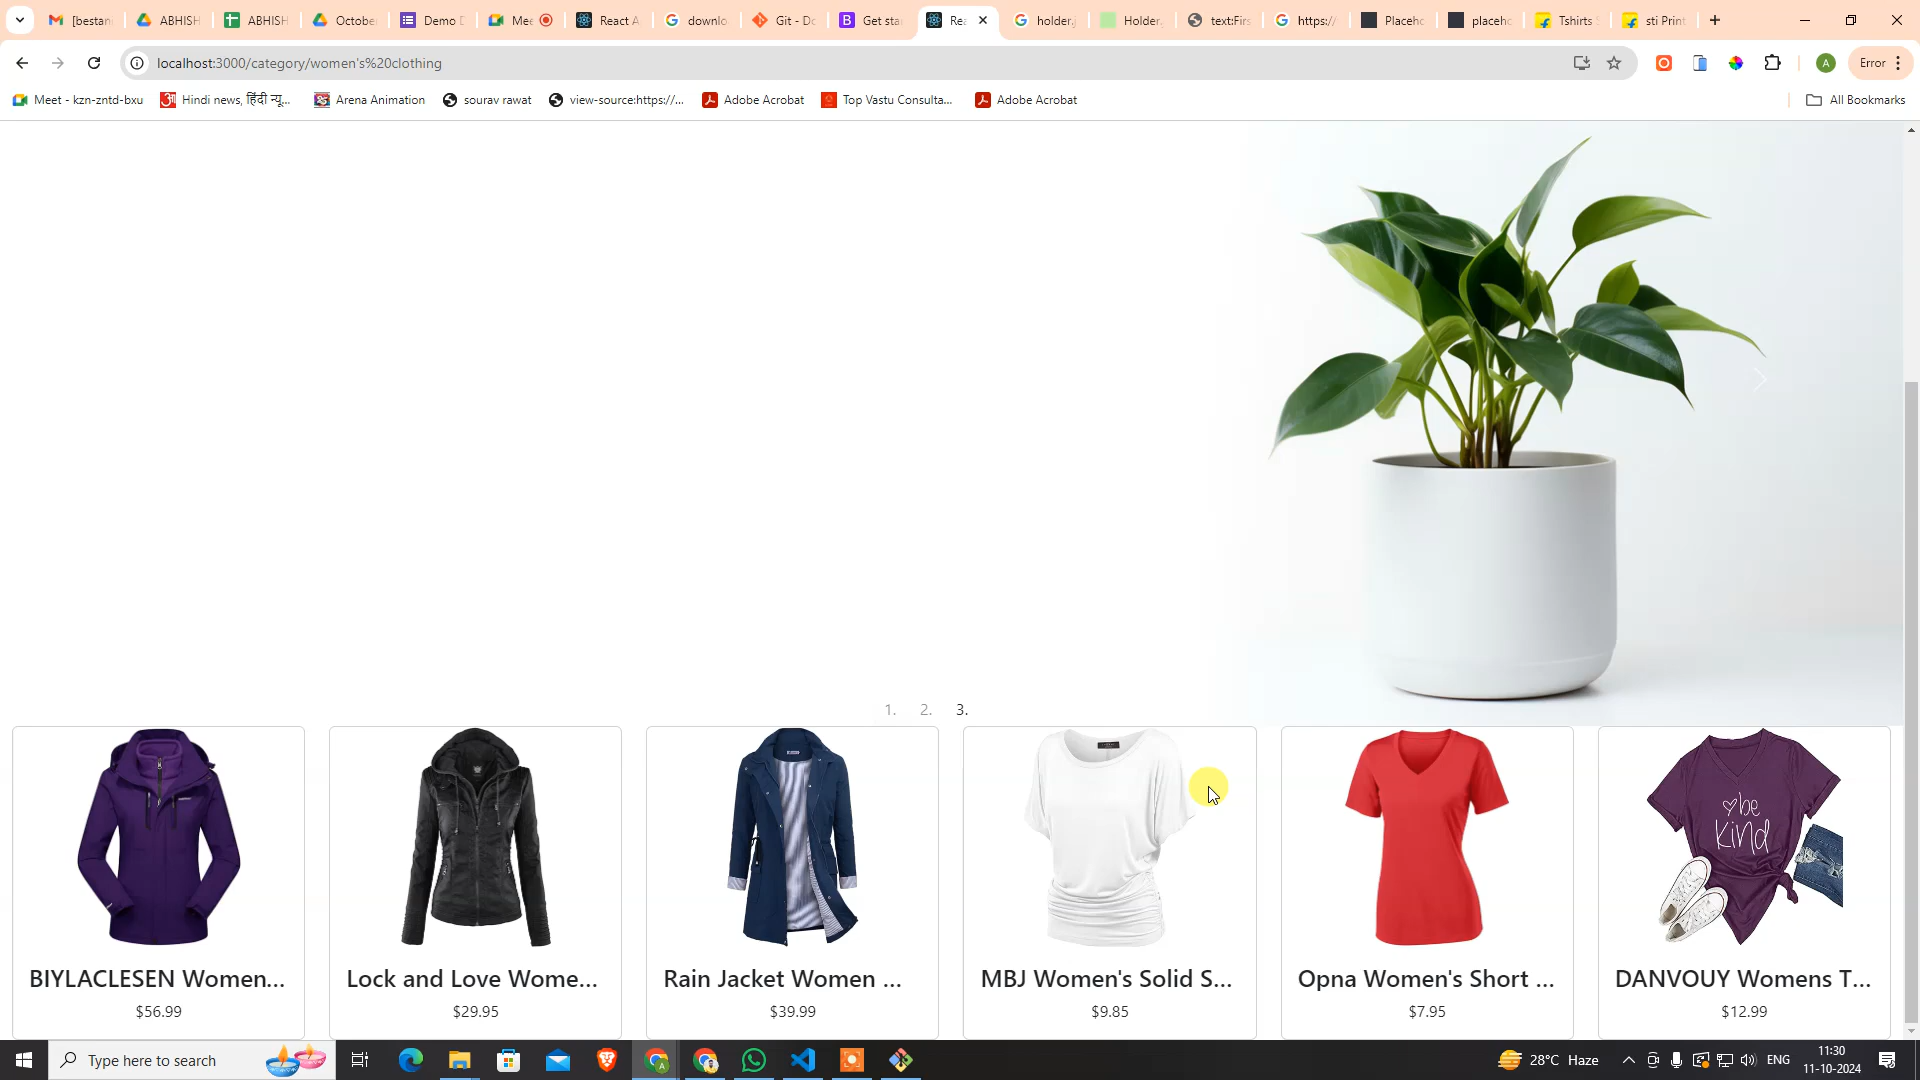 [bestan
ABHISH
ABHISH
Octobe
Demo D
Mee
React A
downlo
Git - Do
Get sta
Rea
holder.j
Holder.
text:Firs
https://
Placeho
placeho
Tshirts
sti Print
localhost:3000/category/women's%20clothing
A
Error
Meet - kzn-zntd-bxu
Hindi news, हिंदी न्यू...
Arena Animation
sourav rawat
view-source:https://...
Adobe Acrobat
Top Vastu Consulta...
Adobe Acrobat
All Bookmarks
1. 2. 3.
be
Kind
BIYLACLESEN Women...
$56.99
Lock and Love Wome...
$29.95
Rain Jacket Women ...
$39.99
MBJ Women's Solid S...
$9.85
Opna Women's Short ...
$7.95
DANVOUY Womens T...
$12.99
Type here to search
28°C Haze
ENG
11:30
11-10-2024